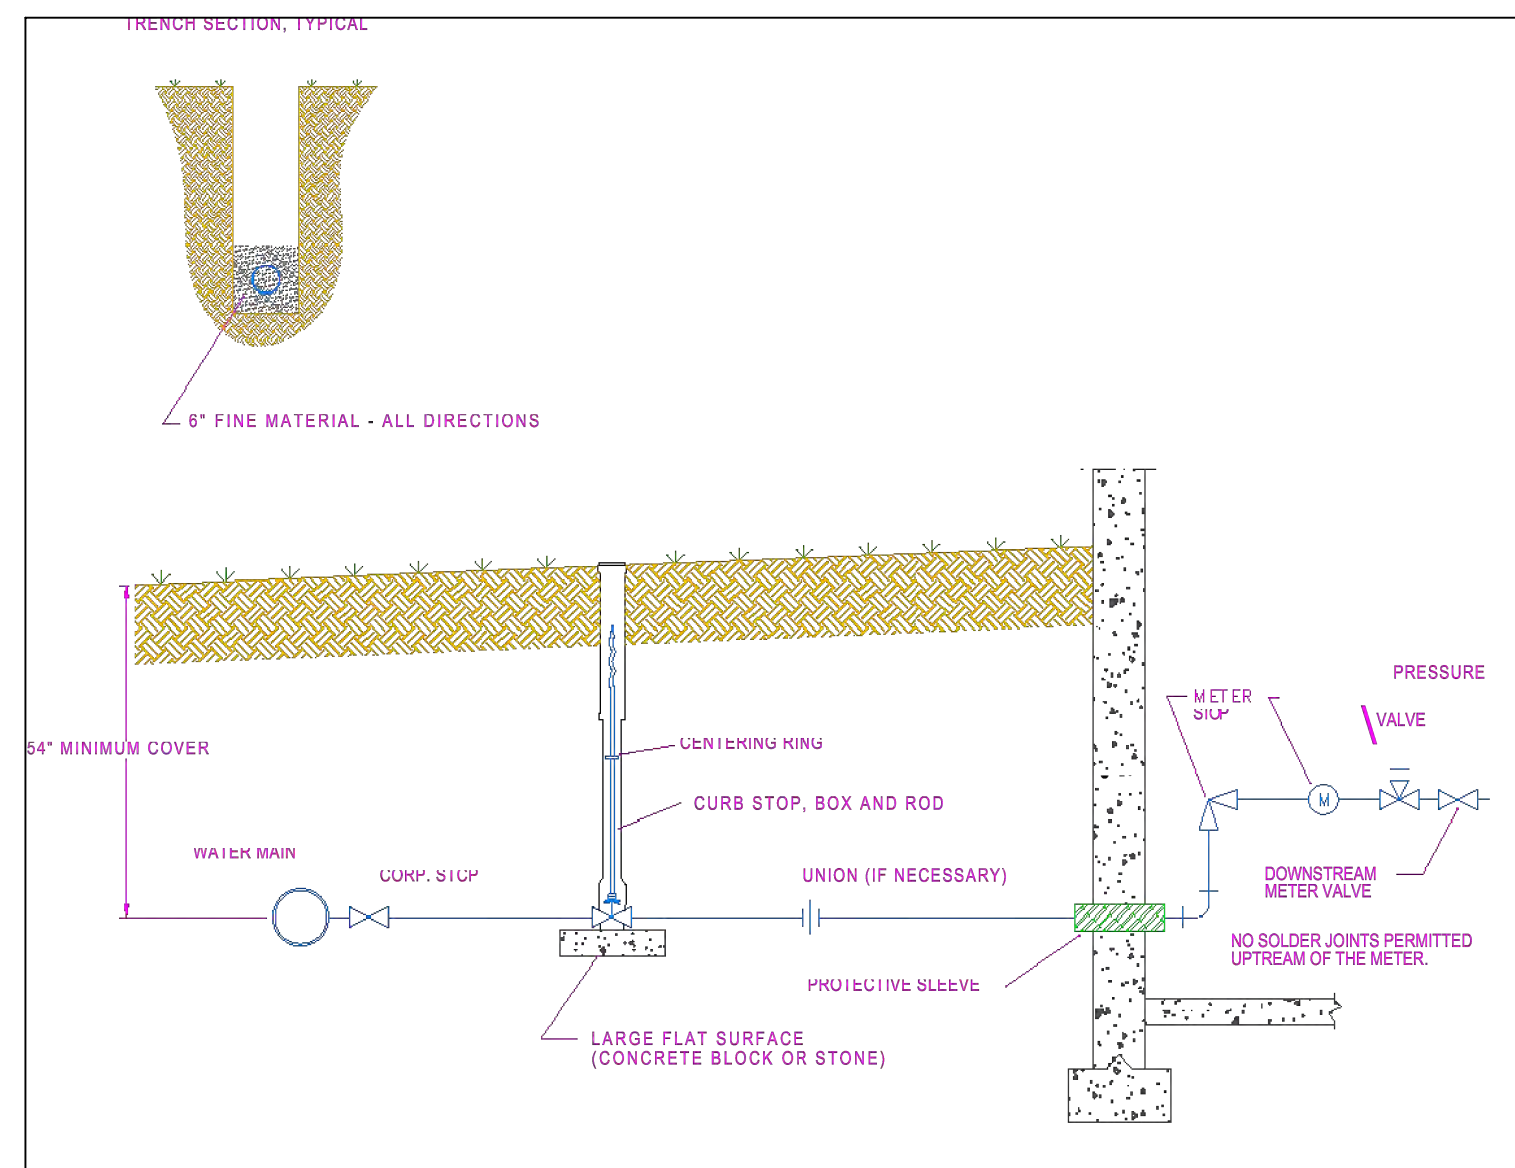 TRENCH SECTION, TYPICAL
6" FINE MATERIAL - ALL DIRECTIONS
PRESSURE
METER
STOP
VALVE
54" MINIMUM COVER
CENTERING RING
CURB STOP, BOX AND ROD
M
WATER MAIN
CORP. STOP
UNION (IF NECESSARY)
DOWNSTREAM
METER VALVE
NO SOLDER JOINTS PERMITTED
UPTREAM OF THE METER.
PROTECTIVE SLEEVE
LARGE FLAT SURFACE
(CONCRETE BLOCK OR STONE)